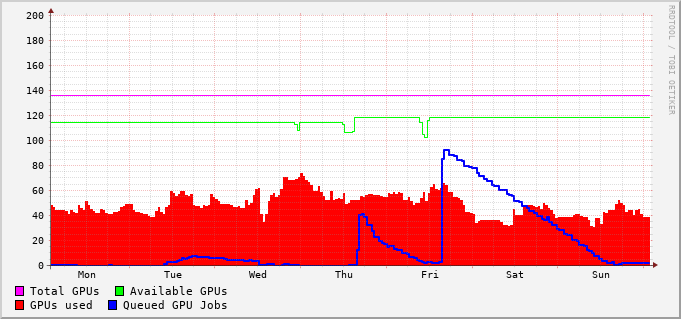 200
180
160
140
120
100
80
60
40
20
0
Mon Tue Wed Thu Fri Sat Sun
Total GPUs Available GPUs
GPUs used Queued GPU Jobs
RRDTOOL / TOBI OETIKER